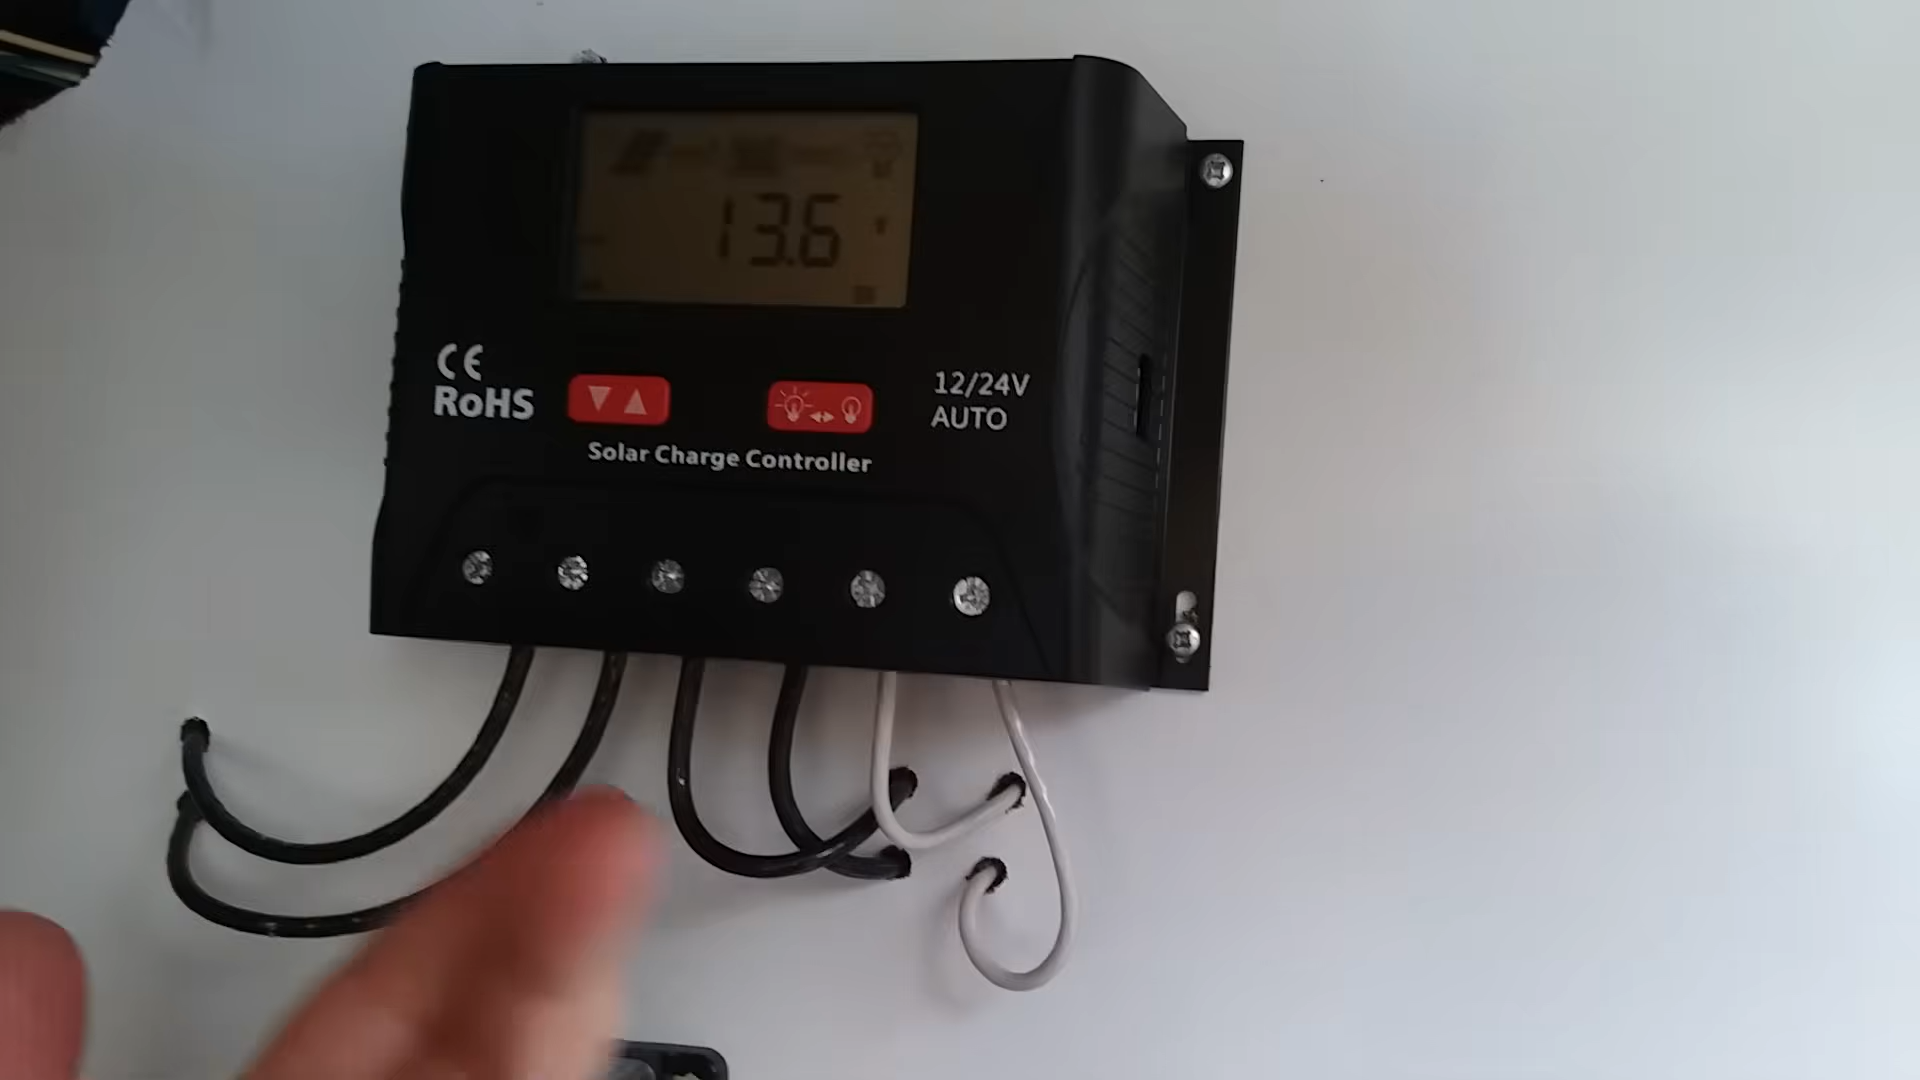 13.6
CE
RoHS
12/24V
AUTO
Solar Charge Controller